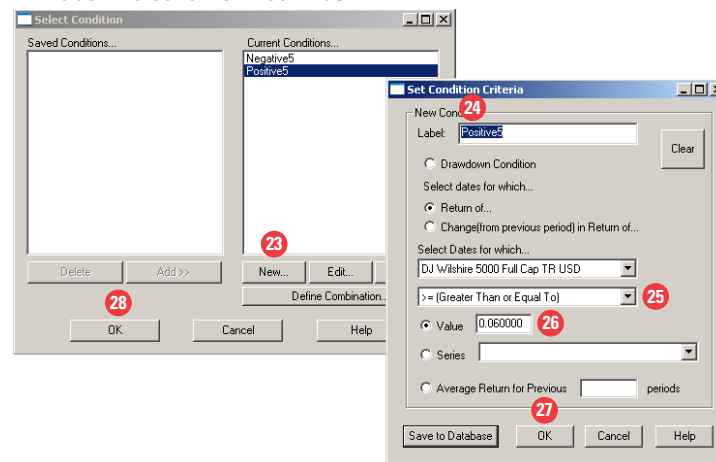 Select Condition
Saved Conditions...
Current Conditions...
Negative5
Positive5
23
New...
Edit...
Delete
Add >>
Define Combination...
28
OK
Cancel
Help
Set Condition Criteria
24
Label:
Positive5
Clear
Drawdown Condition
Select dates for which...
Return of...
Change(from previous period) in Return of...
Select Dates for which...
DJ Wilshire 5000 Full Cap TR USD
>= (Greater Than or Equal To)
25
Value
0.060000
26
Series
Average Return for Previous
periods
27
Save to Database
OK
Cancel
Help